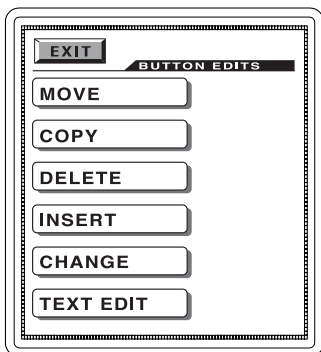 EXIT
BUTTON EDITS
MOVE
COPY
DELETE
INSERT
CHANGE
TEXT EDIT